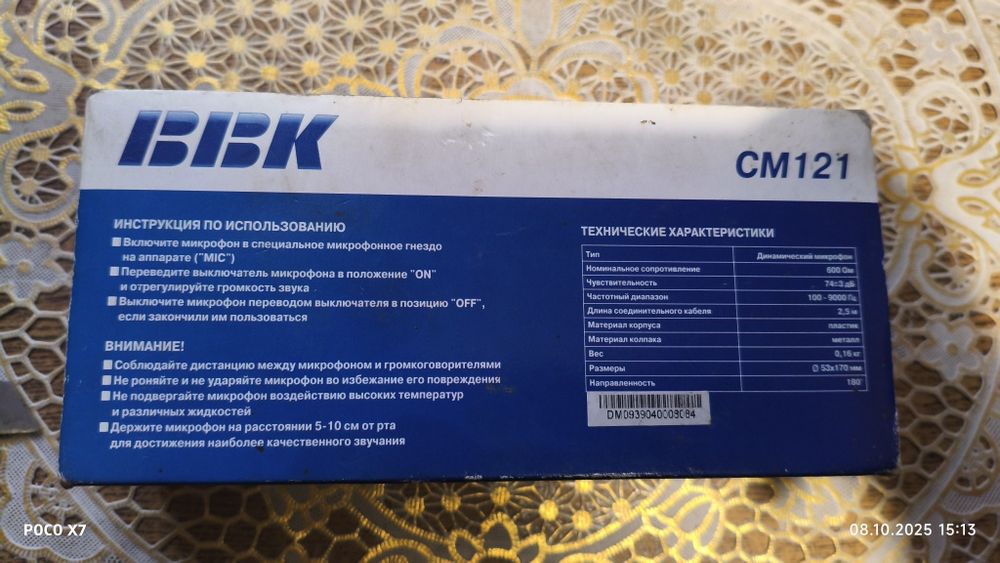 BBK
CM121
ИНСТРУКЦИЯ ПО ИСПОЛЬЗОВАНИЮ
Включите микрофон в специальное микрофонное гнездо
на аппарате ("MIC")
Переведите выключатель микрофона в положение "ON"
и отрегулируйте громкость звука
Выключите микрофон переводом выключателя в позицию "OFF",
если закончили им пользоваться
ВНИМАНИЕ!
Соблюдайте дистанцию между микрофоном и громкоговорителями
Не роняйте и не ударяйте микрофон во избежание его повреждения
Не подвергайте микрофон воздействию высоких температур
и различных жидкостей
Держите микрофон на расстоянии 5-10 см от рта
для достижения наиболее качественного звучания
ТЕХНИЧЕСКИЕ ХАРАКТЕРИСТИКИ
Тип Динамический микрофон
Номинальное сопротивление 600 Ом
Чувствительность 74±3 дБ
Частотный диапазон 100 - 9000 Гц
Длина соединительного кабеля 2,5 м
Материал корпуса пластик
Материал колпака металл
Вес 0,16 кг
Размеры Ø 53x170 мм
Направленность 180°
DM0939040008084
POCO X7
08.10.2025 15:13